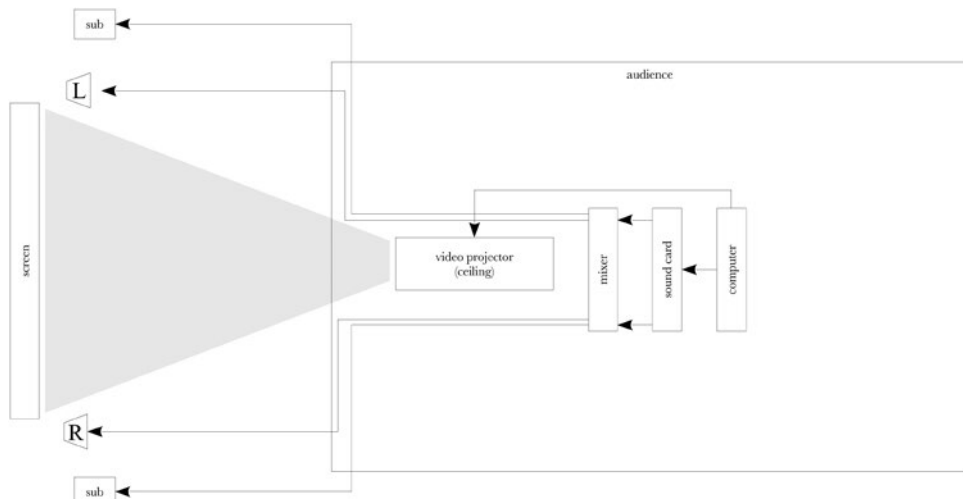 sub
audience
L
screen
video projector
(ceiling)
mixer
sound card
computer
R
sub